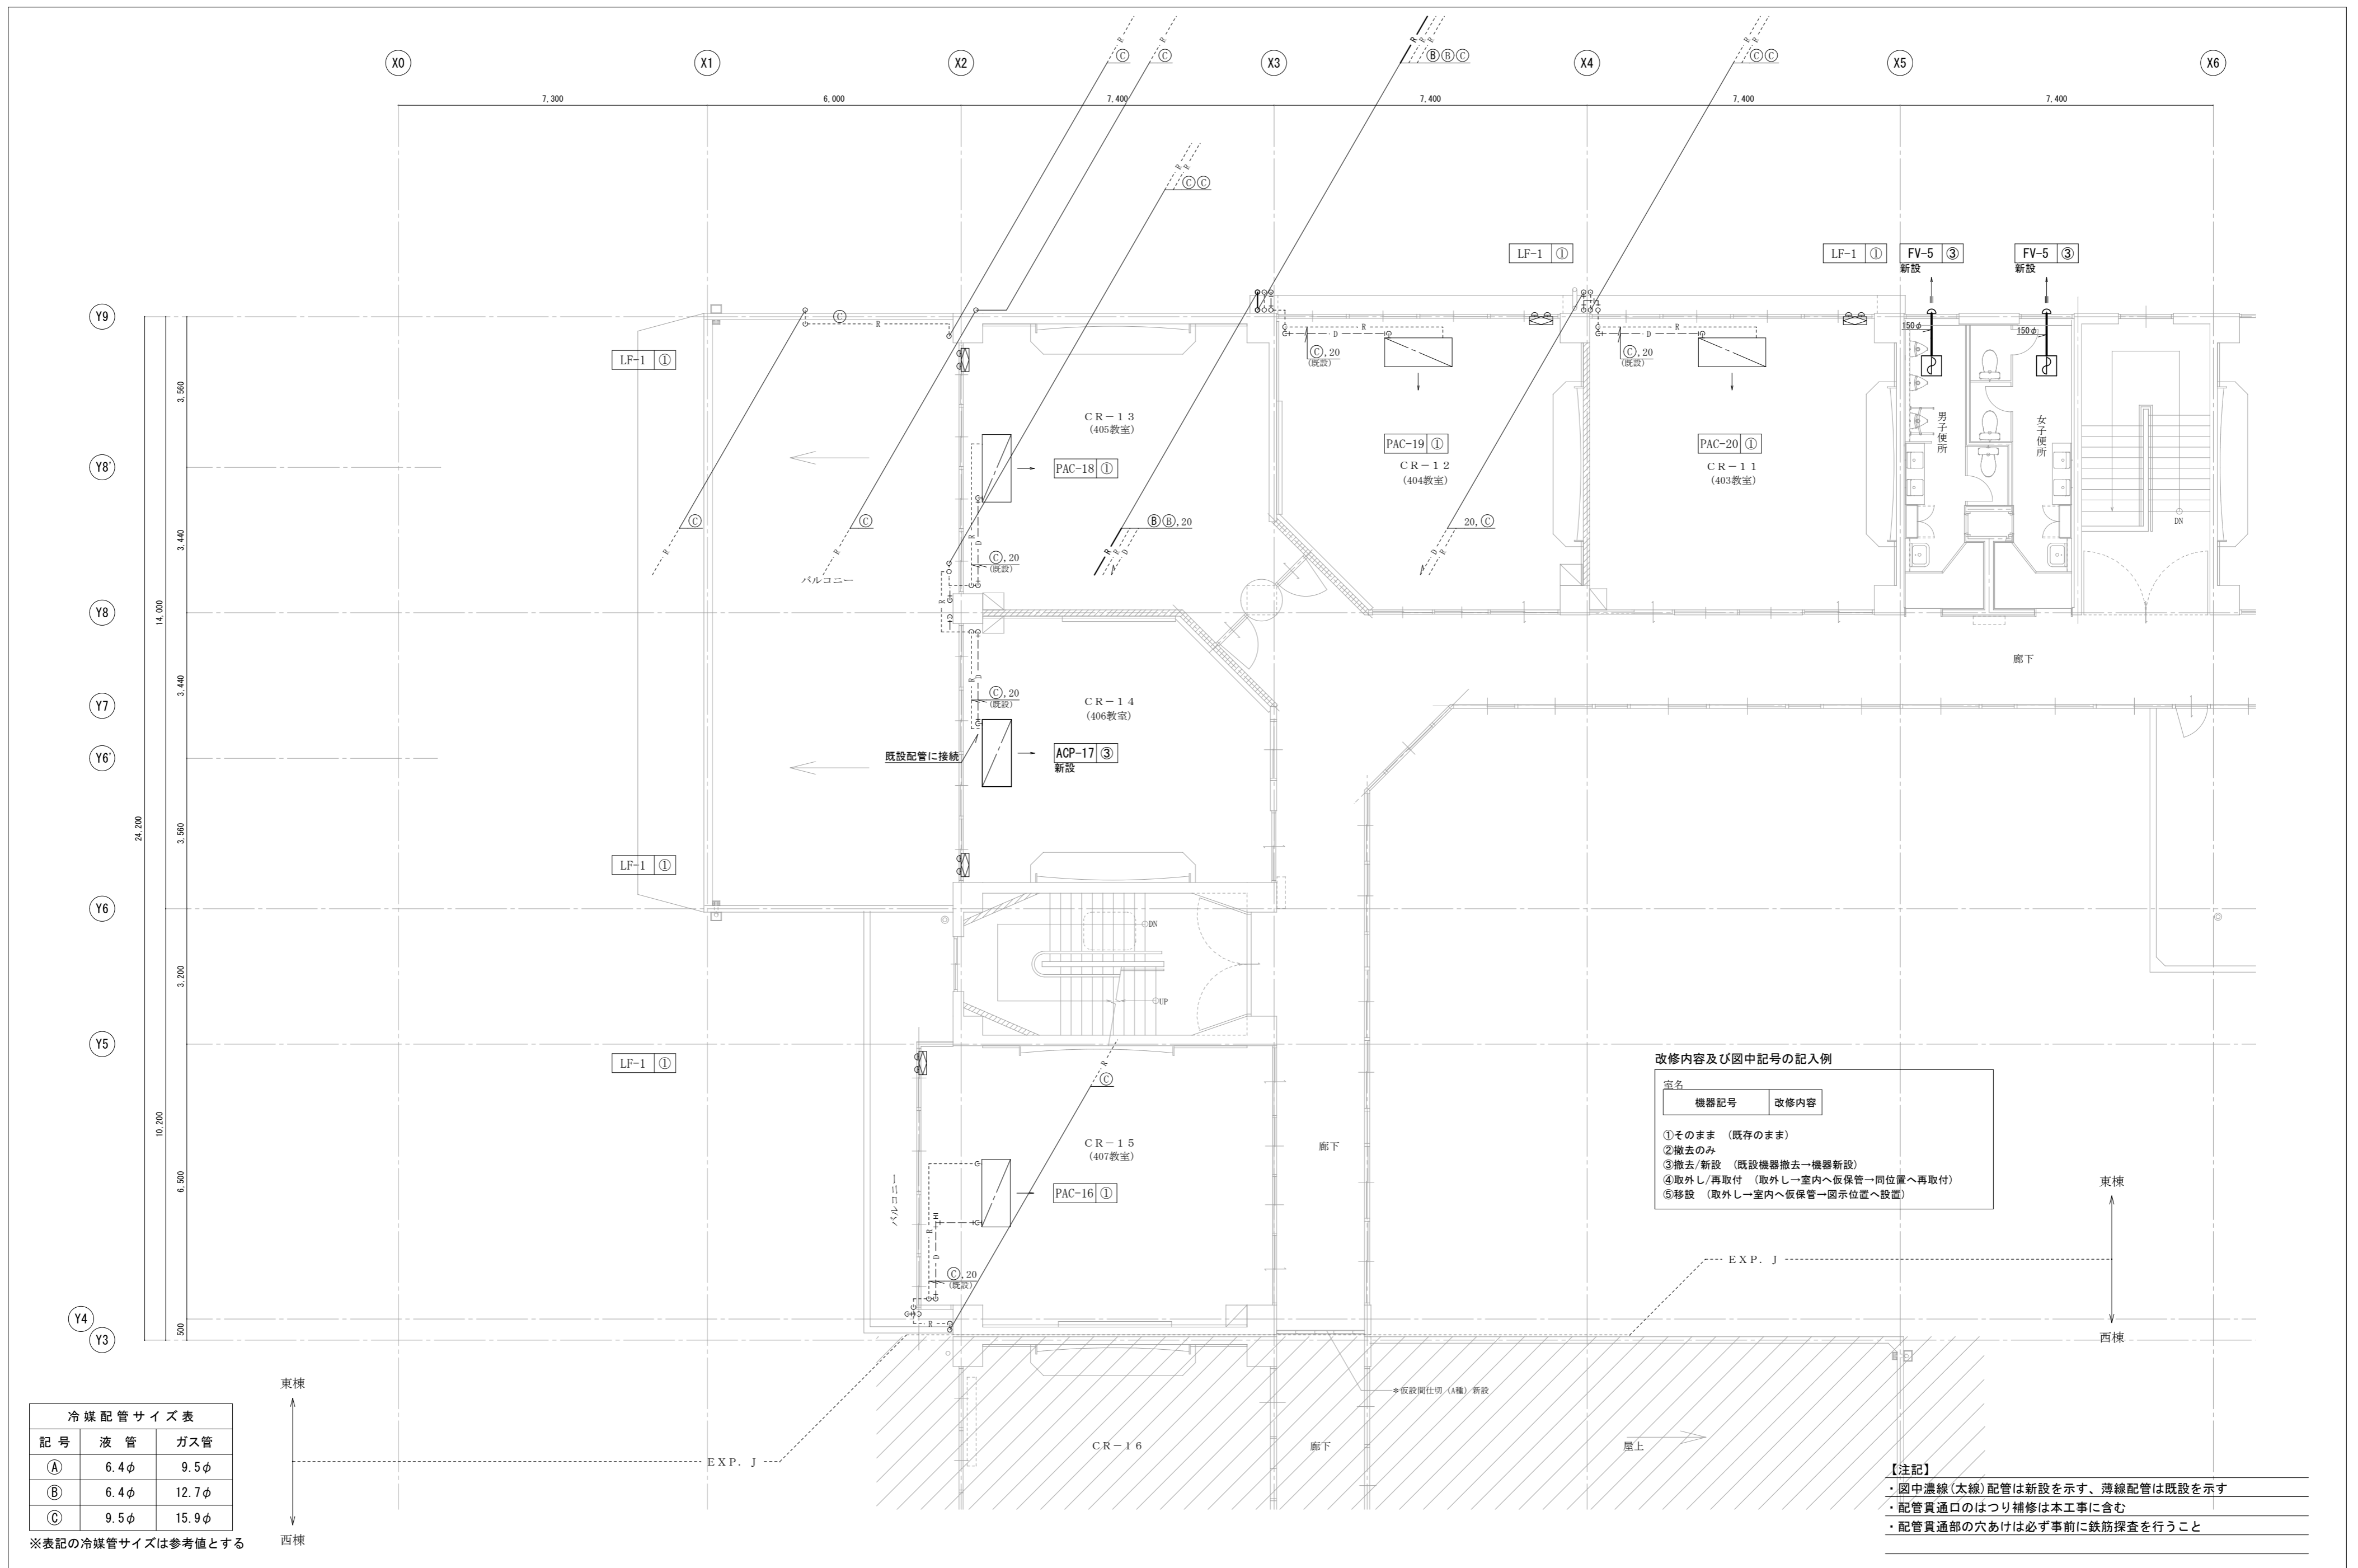 Ⓒ
Ⓒ
ⒷⒷⒸ
ⒸⒸ
R
R
R
R
R
R
R
X0
X1
X2
X3
X4
X5
X6
7,300
6,000
7,400
7,400
7,400
7,400
R
R
ⒸⒸ
LF-1 ①
LF-1 ①
FV-5 ③
新設
FV-5 ③
新設
Y9
Ⓒ
R
R
D
Ⓒ,20
(既設)
R
D
Ⓒ,20
(既設)
150φ
150φ
LF-1 ①
3,560
CR-13
(405教室)
PAC-18 ①
PAC-19 ①
CR-12
(404教室)
PAC-20 ①
CR-11
(403教室)
男子便所
女子便所
Y8'
Ⓒ
R
Ⓒ
R
ⒷⒷ,20
R
R
D
20,Ⓒ
D
R
DN
3,440
R
D
Ⓒ,20
(既設)
バルコニー
Y8
14,000
R
D
廊下
3,440
R
D
Ⓒ,20
(既設)
CR-14
(406教室)
Y7
既設配管に接続
ACP-17 ③
新設
Y6'
24,200
3,560
LF-1 ①
Y6
DN
3,200
UP
Y5
LF-1 ①
R
Ⓒ
10,200
CR-15
(407教室)
廊下
PAC-16 ①
6,500
バルコニー
R
D
Ⓒ,20
(既設)
R
Y4
500
Y3
改修内容及び図中記号の記入例
室名
機器記号 改修内容
①そのまま (既存のまま)
②撤去のみ
③撤去/新設 (既設機器撤去→機器新設)
④取外し/再取付 (取外し→室内へ仮保管→同位置へ再取付)
⑤移設 (取外し→室内へ仮保管→図示位置へ設置)
東棟
西棟
EXP. J
*仮設間仕切(A種)新設
東棟
西棟
EXP. J
CR-16
廊下
屋上
冷媒配管サイズ表
記号 液管 ガス管
Ⓐ 6.4φ 9.5φ
Ⓑ 6.4φ 12.7φ
Ⓒ 9.5φ 15.9φ
※表記の冷媒管サイズは参考値とする
【注記】
・図中濃線(太線)配管は新設を示す、薄線配管は既設を示す
・配管貫通口のはつり補修は本工事に含む
・配管貫通部の穴あけは必ず事前に鉄筋探査を行うこと